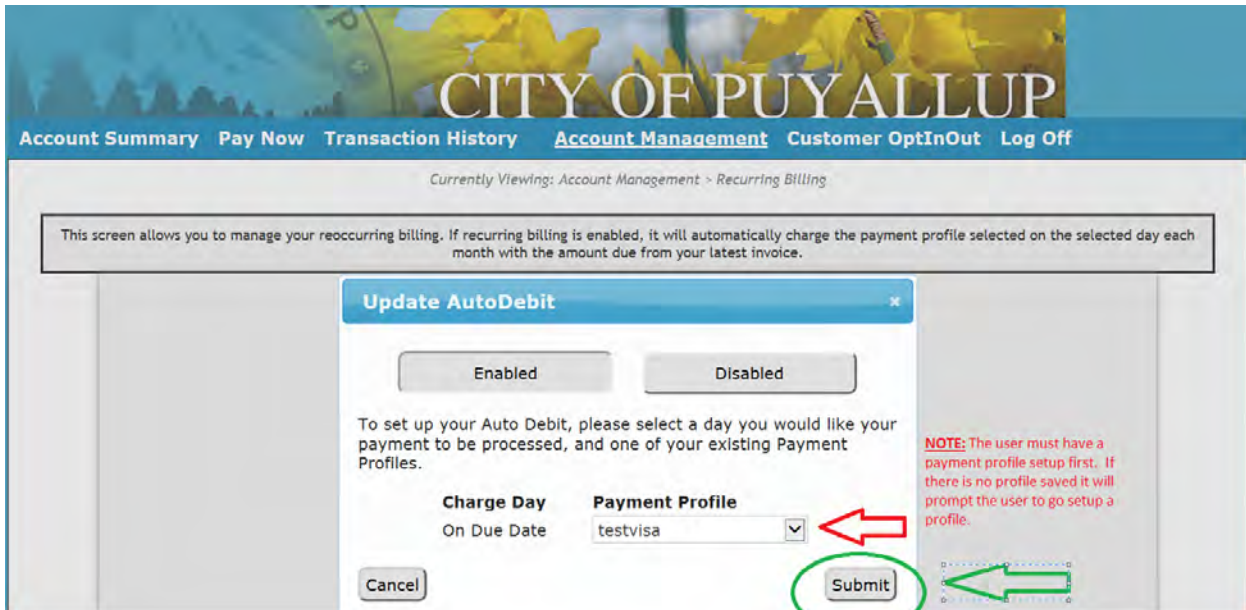 CITY OF PUYALLUP
Account Summary Pay Now Transaction History Account Management Customer OptInOut Log Off
Currently Viewing: Account Management > Recurring Billing
This screen allows you to manage your reoccurring billing. If recurring billing is enabled, it will automatically charge the payment profile selected on the selected day each
month with the amount due from your latest invoice.
Update AutoDebit
Enabled Disabled
To set up your Auto Debit, please select a day you would like your
payment to be processed, and one of your existing Payment
Profiles.
Charge Day Payment Profile
On Due Date testvisa
Cancel Submit
NOTE: The user must have a
payment profile setup first. If
there is no profile saved it will
prompt the user to go setup a
profile.